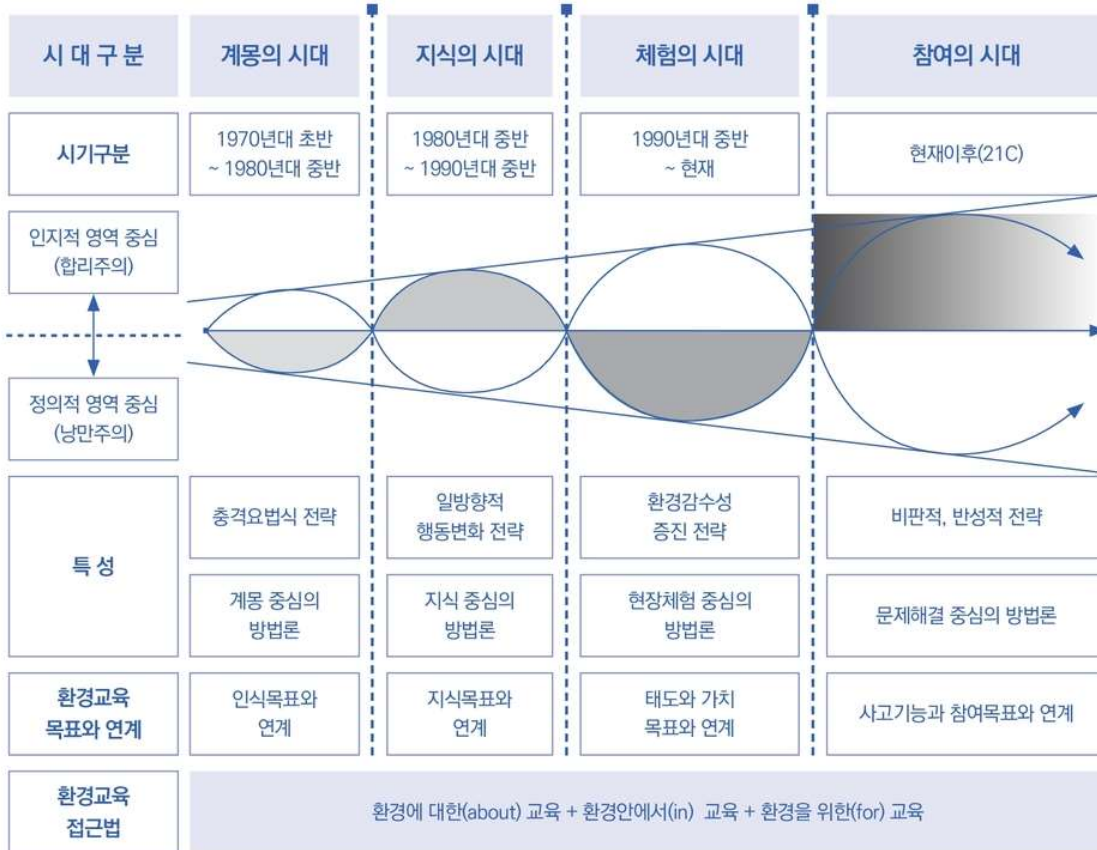 시 대 구 분
계몽의 시대
지식의 시대
체험의 시대
참여의 시대
시기구분
1970년대 초반
~ 1980년대 중반
1980년대 중반
~ 1990년대 중반
1990년대 중반
~ 현재
현재이후(21C)
인지적 영역 중심
(합리주의)
정의적 영역 중심
(낭만주의)
특 성
충격요법식 전략
일방향적
행동변화 전략
환경감수성
증진 전략
비판적, 반성적 전략
계몽 중심의
방법론
지식 중심의
방법론
현장체험 중심의
방법론
문제해결 중심의 방법론
환경교육
목표와 연계
인식목표와
연계
지식목표와
연계
태도와 가치
목표와 연계
사고기능과 참여목표와 연계
환경교육
접근법
환경에 대한(about) 교육 + 환경안에서(in) 교육 + 환경을 위한(for) 교육